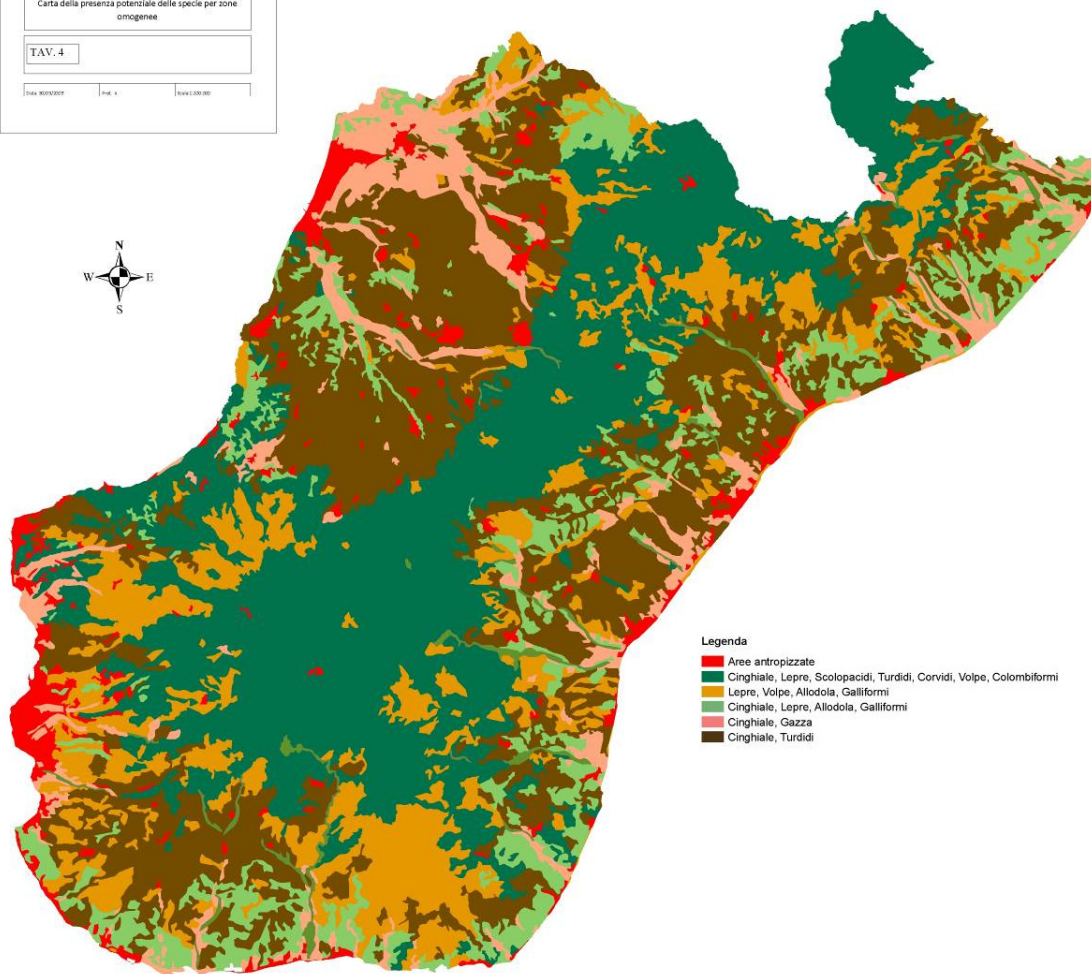 Carta della presenza potenziale delle specie per zone
omogenee
TAV. 4
N
W E
S
Legenda
Aree antropizzate
Cinghiale, Lepre, Scolopacidi, Turdidi, Corvidi, Volpe, Colombiformi
Lepre, Volpe, Allodola, Galliformi
Cinghiale, Lepre, Allodola, Galliformi
Cinghiale, Gazza
Cinghiale, Turdidi